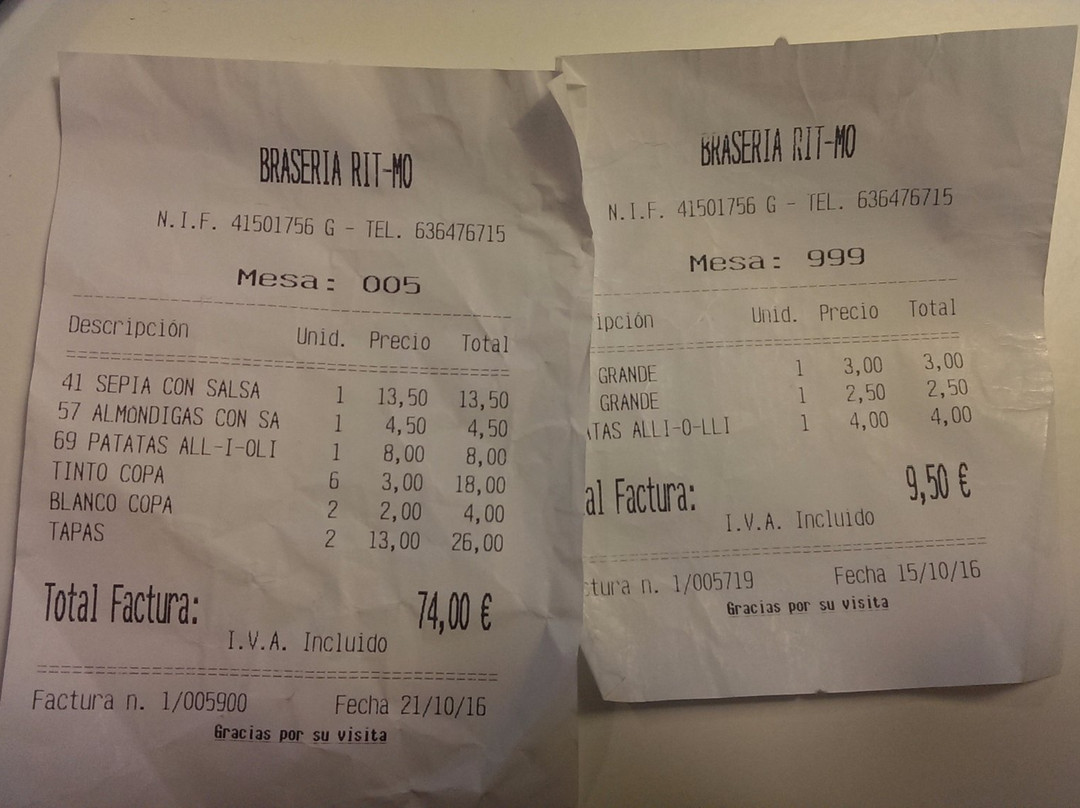 BRASERIA RIT-MO
N.I.F. 41501756 G - TEL. 636476715
Mesa: 005
Descripción Unid. Precio Total
41 SEPIA CON SALSA 1 13,50 13,50
57 ALMONDIGAS CON SA 1 4,50 4,50
69 PATATAS ALL-I-OLI 1 8,00 8,00
TINTO COPA 6 3,00 18,00
BLANCO COPA 2 2,00 4,00
TAPAS 2 13,00 26,00
Total Factura: 74,00 €
I.V.A. Incluido
Factura n. 1/005900 Fecha 21/10/16
Gracias por su visita
BRASERIA RIT-MO
N.I.F. 41501756 G - TEL. 636476715
Mesa: 999
ipción Unid. Precio Total
GRANDE 1 3,00 3,00
GRANDE 1 2,50 2,50
TAS ALLI-O-LLI 1 4,00 4,00
al Factura: 9,50 €
I.V.A. Incluido
tura n. 1/005719 Fecha 15/10/16
Gracias por su visita